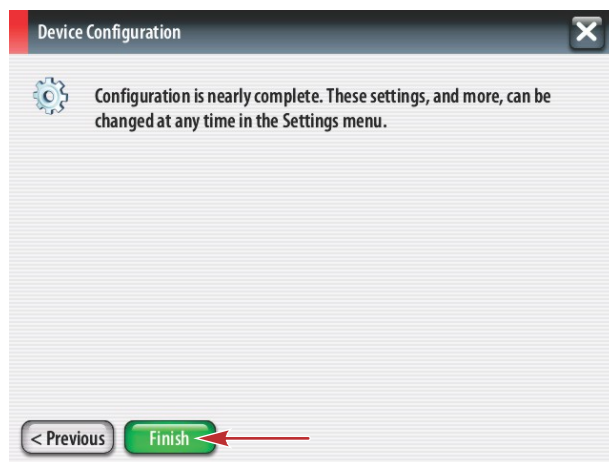 Device Configuration
Configuration is nearly complete. These settings, and more, can be
changed at any time in the Settings menu.
< Previous
Finish